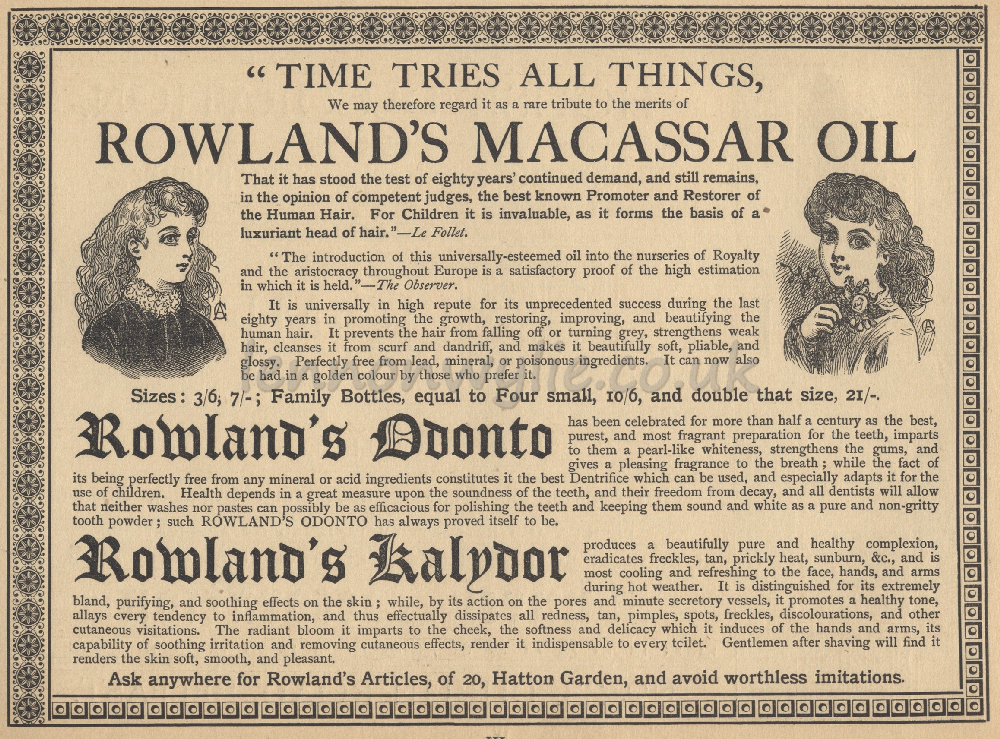 “ TIME TRIES ALL THINGS,
We may therefore regard it as a rare tribute to the merits of
ROWLAND’S MACASSAR OIL
That it has stood the test of eighty years’ continued demand, and still remains,
in the opinion of competent judges, the best known Promoter and Restorer of
the Human Hair. For Children it is invaluable, as it forms the basis of a
luxuriant head of hair.”—Le Follet.
“ The introduction of this universally-esteemed oil into the nurseries of Royalty
and the aristocracy throughout Europe is a satisfactory proof of the high estimation
in which it is held.”—The Observer.
It is universally in high repute for its unprecedented success during the last
eighty years in promoting the growth, restoring, improving, and beautifying the
human hair. It prevents the hair from falling off or turning grey, strengthens weak
hair, cleanses it from scurf and dandriff, and makes it beautifully soft, pliable, and
glossy. Perfectly free from lead, mineral, or poisonous ingredients. It can now also
be had in a golden colour by those who prefer it.
Sizes: 3/6, 7/-; Family Bottles, equal to Four small, 10/6, and double that size, 21/-.
Rowland’s Odonto has been celebrated for more than half a century as the best,
purest, and most fragrant preparation for the teeth, imparts
to them a pearl-like whiteness, strengthens the gums, and
gives a pleasing fragrance to the breath; while the fact of
its being perfectly free from any mineral or acid ingredients constitutes it the best Dentrifice which can be used, and especially adapts it for the
use of children. Health depends in a great measure upon the soundness of the teeth, and their freedom from decay, and all dentists will allow
that neither washes nor pastes can possibly be as efficacious for polishing the teeth and keeping them sound and white as a pure and non-gritty
tooth powder; such ROWLAND’S ODONTO has always proved itself to be.
Rowland’s Kalydor produces a beautifully pure and healthy complexion,
eradicates freckles, tan, prickly heat, sunburn, &c., and is
most cooling and refreshing to the face, hands, and arms
during hot weather. It is distinguished for its extremely
bland, purifying, and soothing effects on the skin; while, by its action on the pores and minute secretory vessels, it promotes a healthy tone,
allays every tendency to inflammation, and thus effectually dissipates all redness, tan, pimples, spots, freckles, discolourations, and other
cutaneous visitations. The radiant bloom it imparts to the cheek, the softness and delicacy which it induces of the hands and arms, its
capability of soothing irritation and removing cutaneous effects, render it indispensable to every toilet. Gentlemen after shaving will find it
renders the skin soft, smooth, and pleasant.
Ask anywhere for Rowland’s Articles, of 20, Hatton Garden, and avoid worthless imitations.